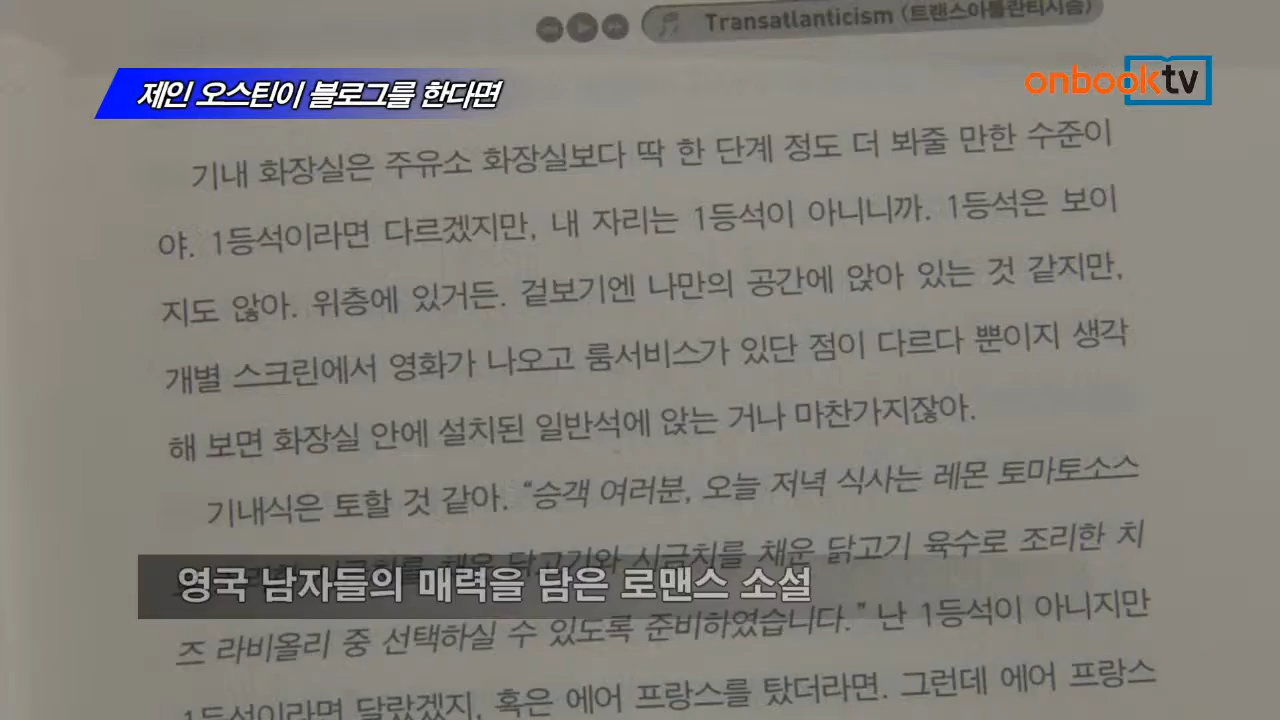 Transatlanticism (트랜스아틀란티시즘)
onbooktv
제인 오스틴이 블로그를 한다면
기내 화장실은 주유소 화장실보다 딱 한 단계 정도 더 봐줄 만한 수준이
야. 1등석이라면 다르겠지만, 내 자리는 1등석이 아니니까. 1등석은 보이
지도 않아. 위층에 있거든. 겉보기엔 나만의 공간에 앉아 있는 것 같지만,
개별 스크린에서 영화가 나오고 룸서비스가 있단 점이 다르다 뿐이지 생각
해 보면 화장실 안에 설치된 일반석에 앉는 거나 마찬가지잖아.
기내식은 토할 것 같아. “승객 여러분, 오늘 저녁 식사는 레몬 토마토소스
닭고기와 시금치를 채운 닭고기 육수로 조리한 치
영국 남자들의 매력을 담은 로맨스 소설
즈 라비올리 중 선택하실 수 있도록 준비하였습니다.” 난 1등석이 아니지만
1등석이라면 달랐겠지, 혹은 에어 프랑스를 탔더라면. 그런데 에어 프랑스